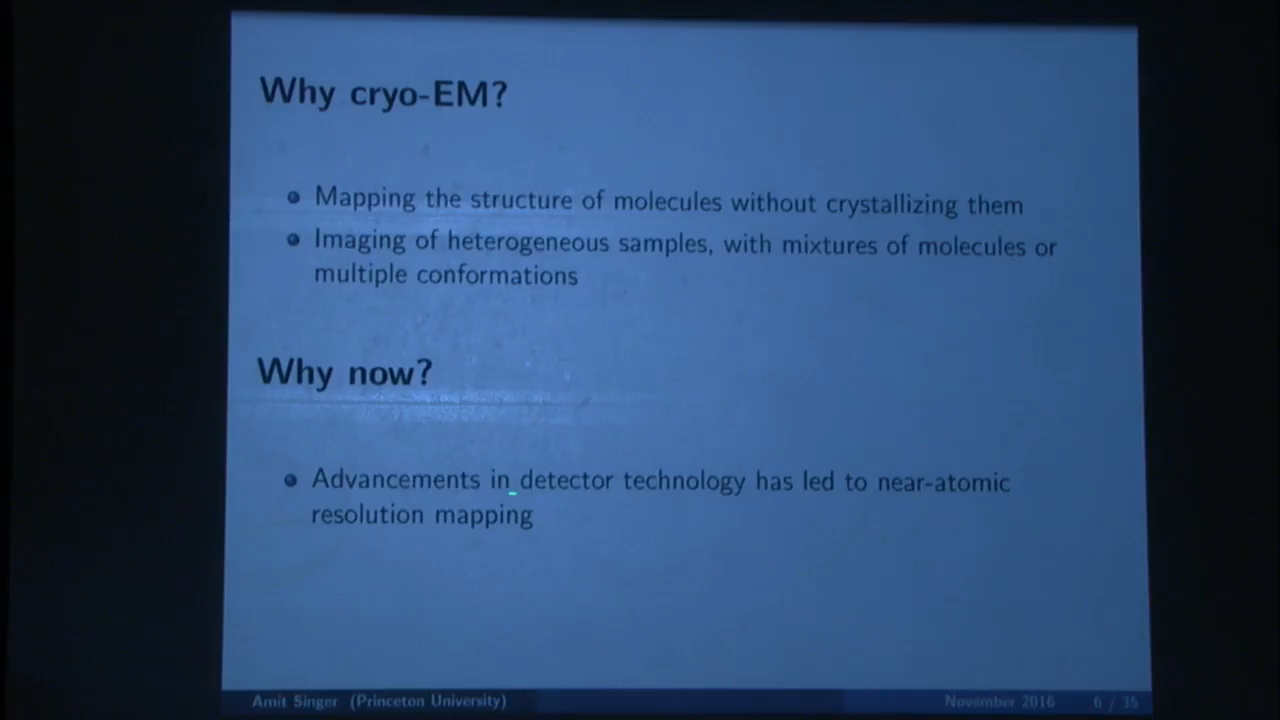 Why cryo-EM?
Mapping the structure of molecules without crystallizing them
Imaging of heterogeneous samples, with mixtures of molecules or
multiple conformations
Why now?
Advancements in detector technology has led to near-atomic
resolution mapping
Amit Singer (Princeton University) November 2016 6 / 35